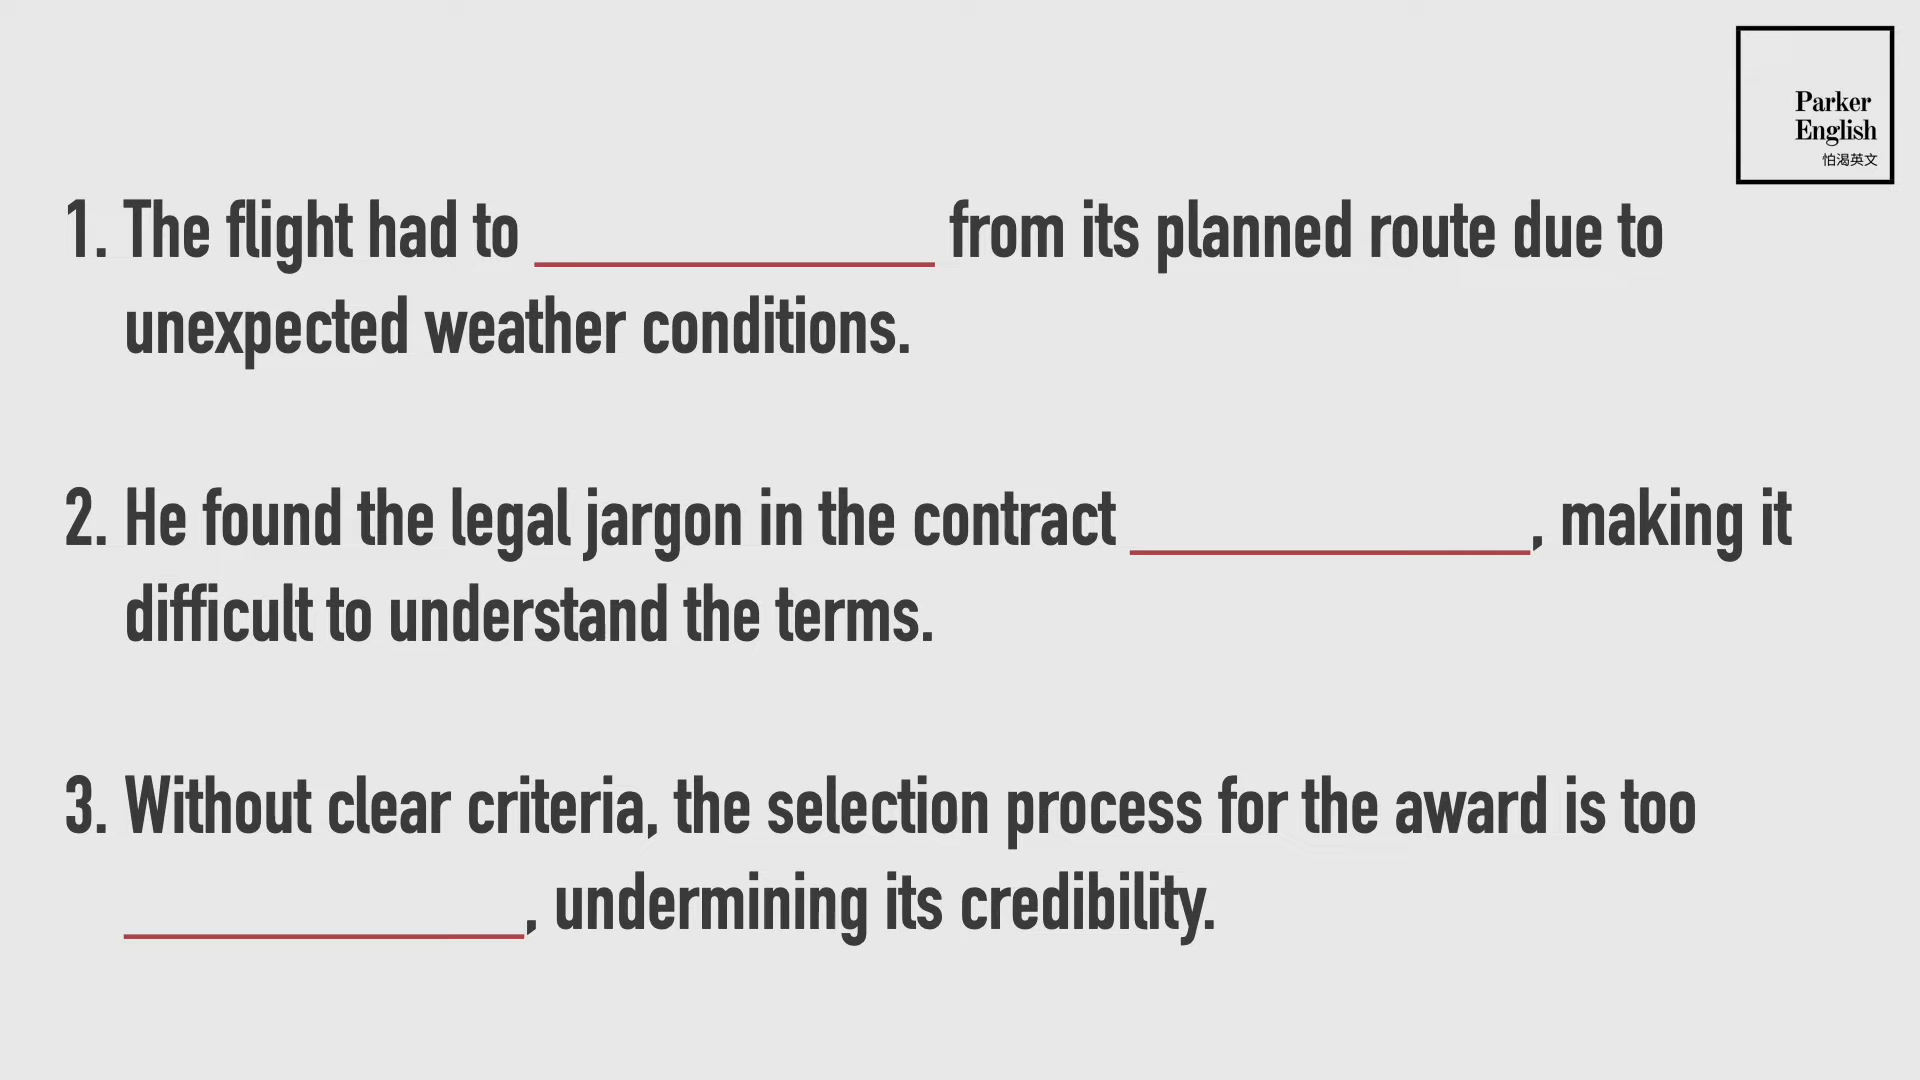 Parker
English
怕渴英文
1. The flight had to ____________ from its planned route due to
unexpected weather conditions.
2. He found the legal jargon in the contract ____________, making it
difficult to understand the terms.
3. Without clear criteria, the selection process for the award is too
____________, undermining its credibility.